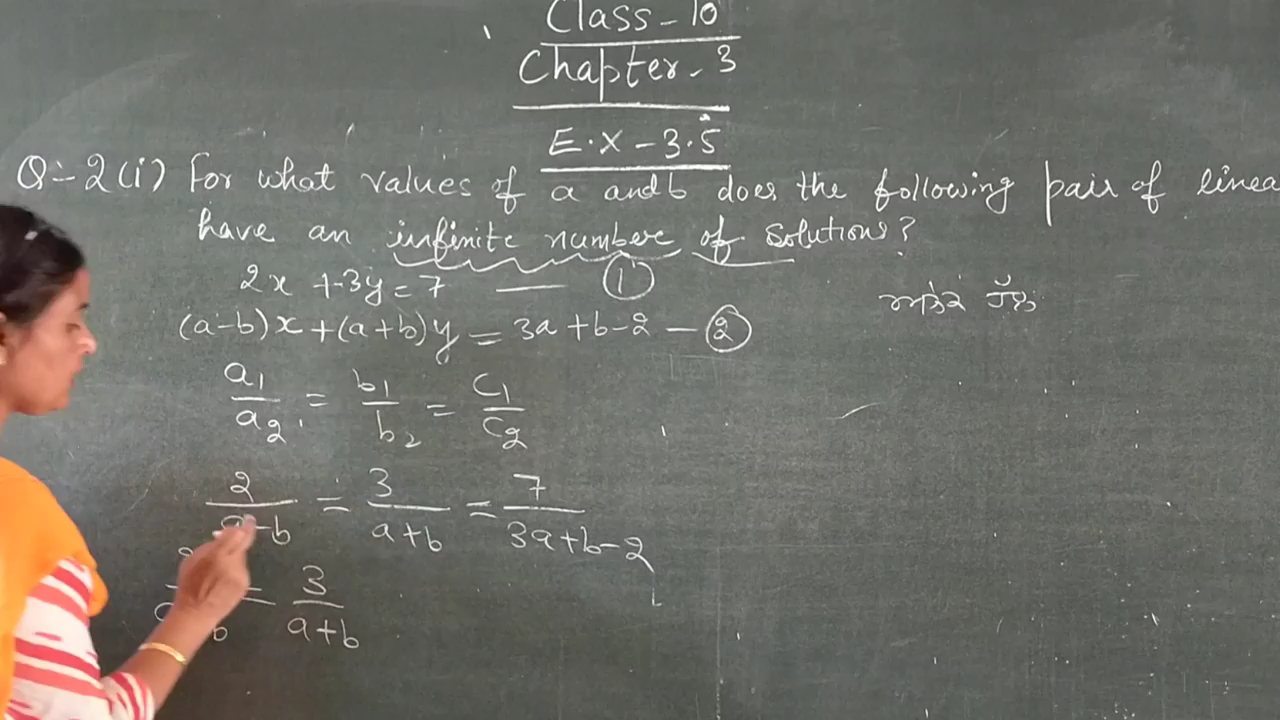 Class - 10
Chapter - 3
E.X - 3.5
Q:- 2(i) For what values of a and b does the following pair of linea
have an infinite number of solutions?
2x + 3y = 7 — ①
(a-b)x + (a+b)y = 3a + b - 2 — ②
ਅਨੰਤ ਹੱਲ
a₁/a₂ = b₁/b₂ = c₁/c₂
2/(a-b) = 3/(a+b) = 7/(3a+b-2)
= 3/(a+b)